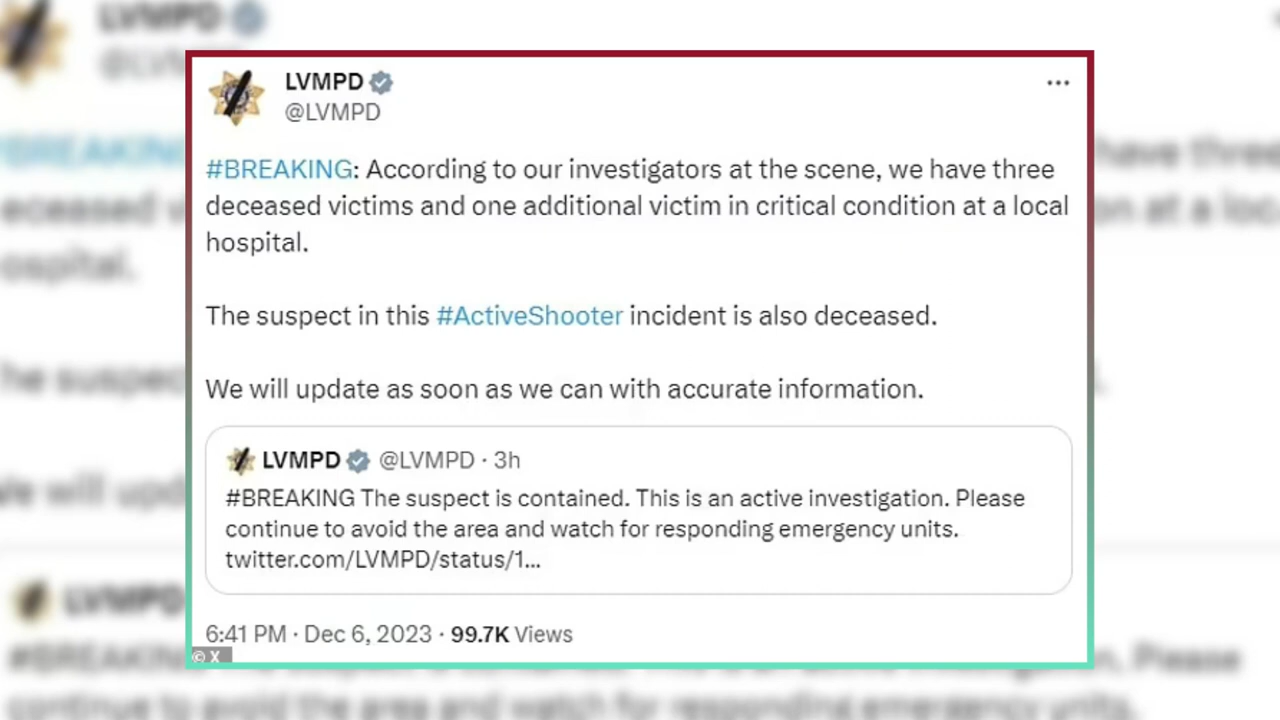 LVMPD
@LVMPD
#BREAKING: According to our investigators at the scene, we have three
deceased victims and one additional victim in critical condition at a local
hospital.
The suspect in this #ActiveShooter incident is also deceased.
We will update as soon as we can with accurate information.
LVMPD @LVMPD · 3h
#BREAKING The suspect is contained. This is an active investigation. Please
continue to avoid the area and watch for responding emergency units.
twitter.com/LVMPD/status/1...
6:41 PM · Dec 6, 2023 · 99.7K Views
© X